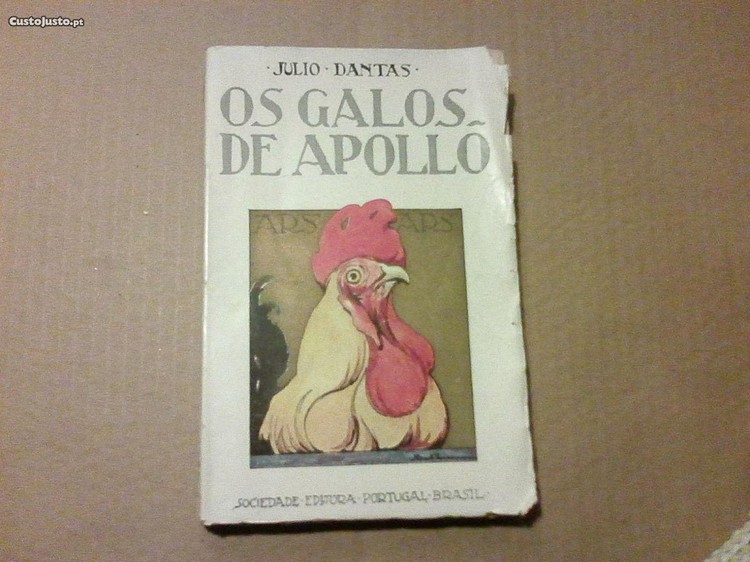 CustoJusto.pt
·JULIO·DANTAS·
OS GALOS
DE APOLLO
ARS ARS
SOCIEDADE·EDITORA·PORTUGAL·BRASIL·